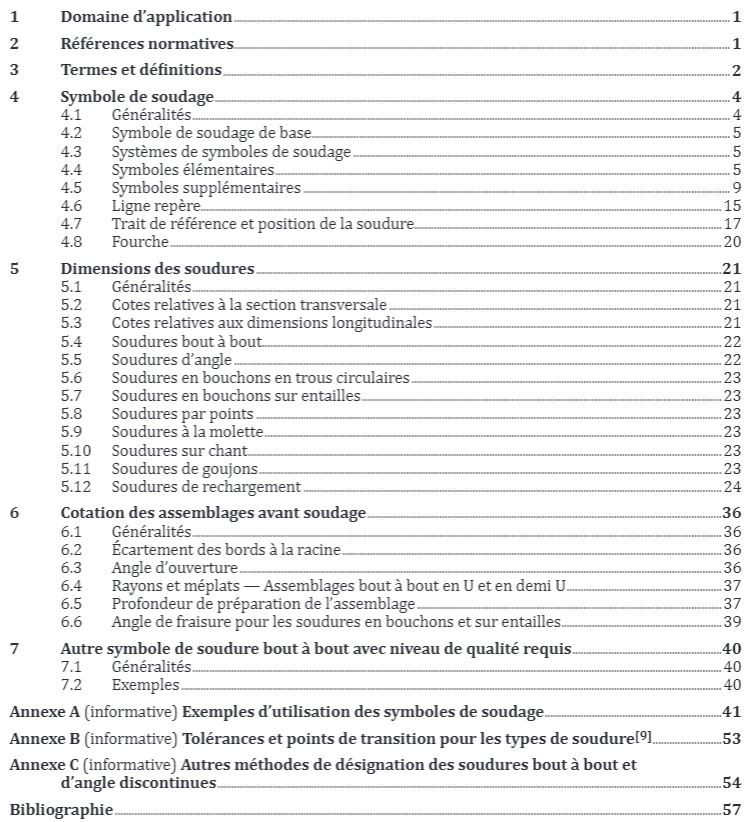 1 Domaine d'application 1
2 Références normatives 1
3 Termes et définitions 2
4 Symbole de soudage 4
4.1 Généralités 4
4.2 Symbole de soudage de base 5
4.3 Systèmes de symboles de soudage 5
4.4 Symboles élémentaires 5
4.5 Symboles supplémentaires 9
4.6 Ligne repère 15
4.7 Trait de référence et position de la soudure 17
4.8 Fourche 20
5 Dimensions des soudures 21
5.1 Généralités 21
5.2 Cotes relatives à la section transversale 21
5.3 Cotes relatives aux dimensions longitudinales 21
5.4 Soudures bout à bout 22
5.5 Soudures d'angle 22
5.6 Soudures en bouchons en trous circulaires 23
5.7 Soudures en bouchons sur entailles 23
5.8 Soudures par points 23
5.9 Soudures à la molette 23
5.10 Soudures sur chant 23
5.11 Soudures de goujons 23
5.12 Soudures de rechargement 24
6 Cotation des assemblages avant soudage 36
6.1 Généralités 36
6.2 Écartement des bords à la racine 36
6.3 Angle d'ouverture 36
6.4 Rayons et méplats — Assemblages bout à bout en U et en demi U 37
6.5 Profondeur de préparation de l'assemblage 37
6.6 Angle de fraisure pour les soudures en bouchons et sur entailles 39
7 Autre symbole de soudure bout à bout avec niveau de qualité requis 40
7.1 Généralités 40
7.2 Exemples 40
Annexe A (informative) Exemples d'utilisation des symboles de soudage 41
Annexe B (informative) Tolérances et points de transition pour les types de soudure[9] 53
Annexe C (informative) Autres méthodes de désignation des soudures bout à bout et
d'angle discontinues 54
Bibliographie 57